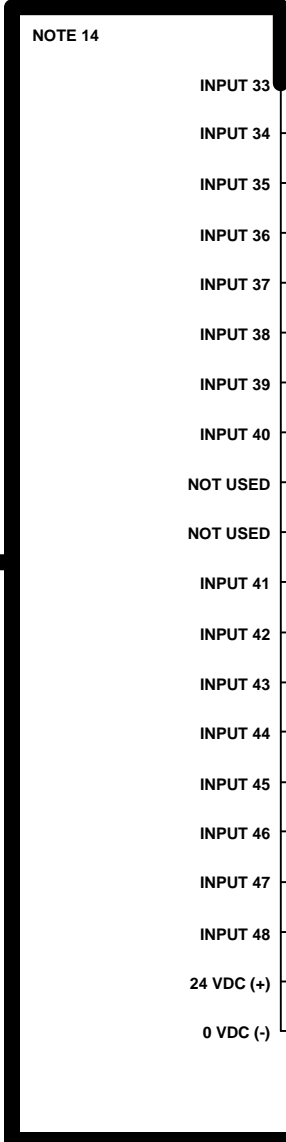 NOTE 14
INPUT 33
INPUT 34
INPUT 35
INPUT 36
INPUT 37
INPUT 38
INPUT 39
INPUT 40
NOT USED
NOT USED
INPUT 41
INPUT 42
INPUT 43
INPUT 44
INPUT 45
INPUT 46
INPUT 47
INPUT 48
24 VDC (+)
0 VDC (-)